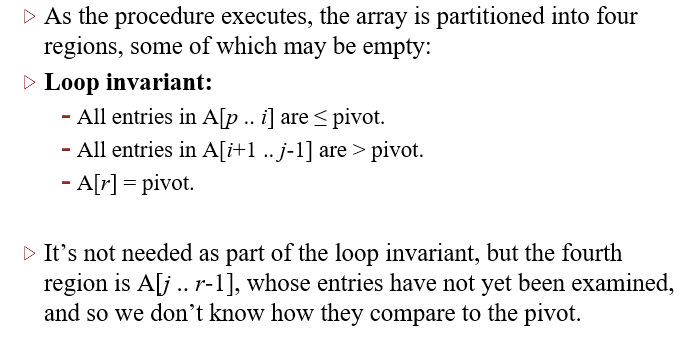 ▷ As the procedure executes, the array is partitioned into four
regions, some of which may be empty:
▷ Loop invariant:
- All entries in A[p .. i] are ≤ pivot.
- All entries in A[i+1 .. j-1] are > pivot.
- A[r] = pivot.
▷ It’s not needed as part of the loop invariant, but the fourth
region is A[j .. r-1], whose entries have not yet been examined,
and so we don’t know how they compare to the pivot.